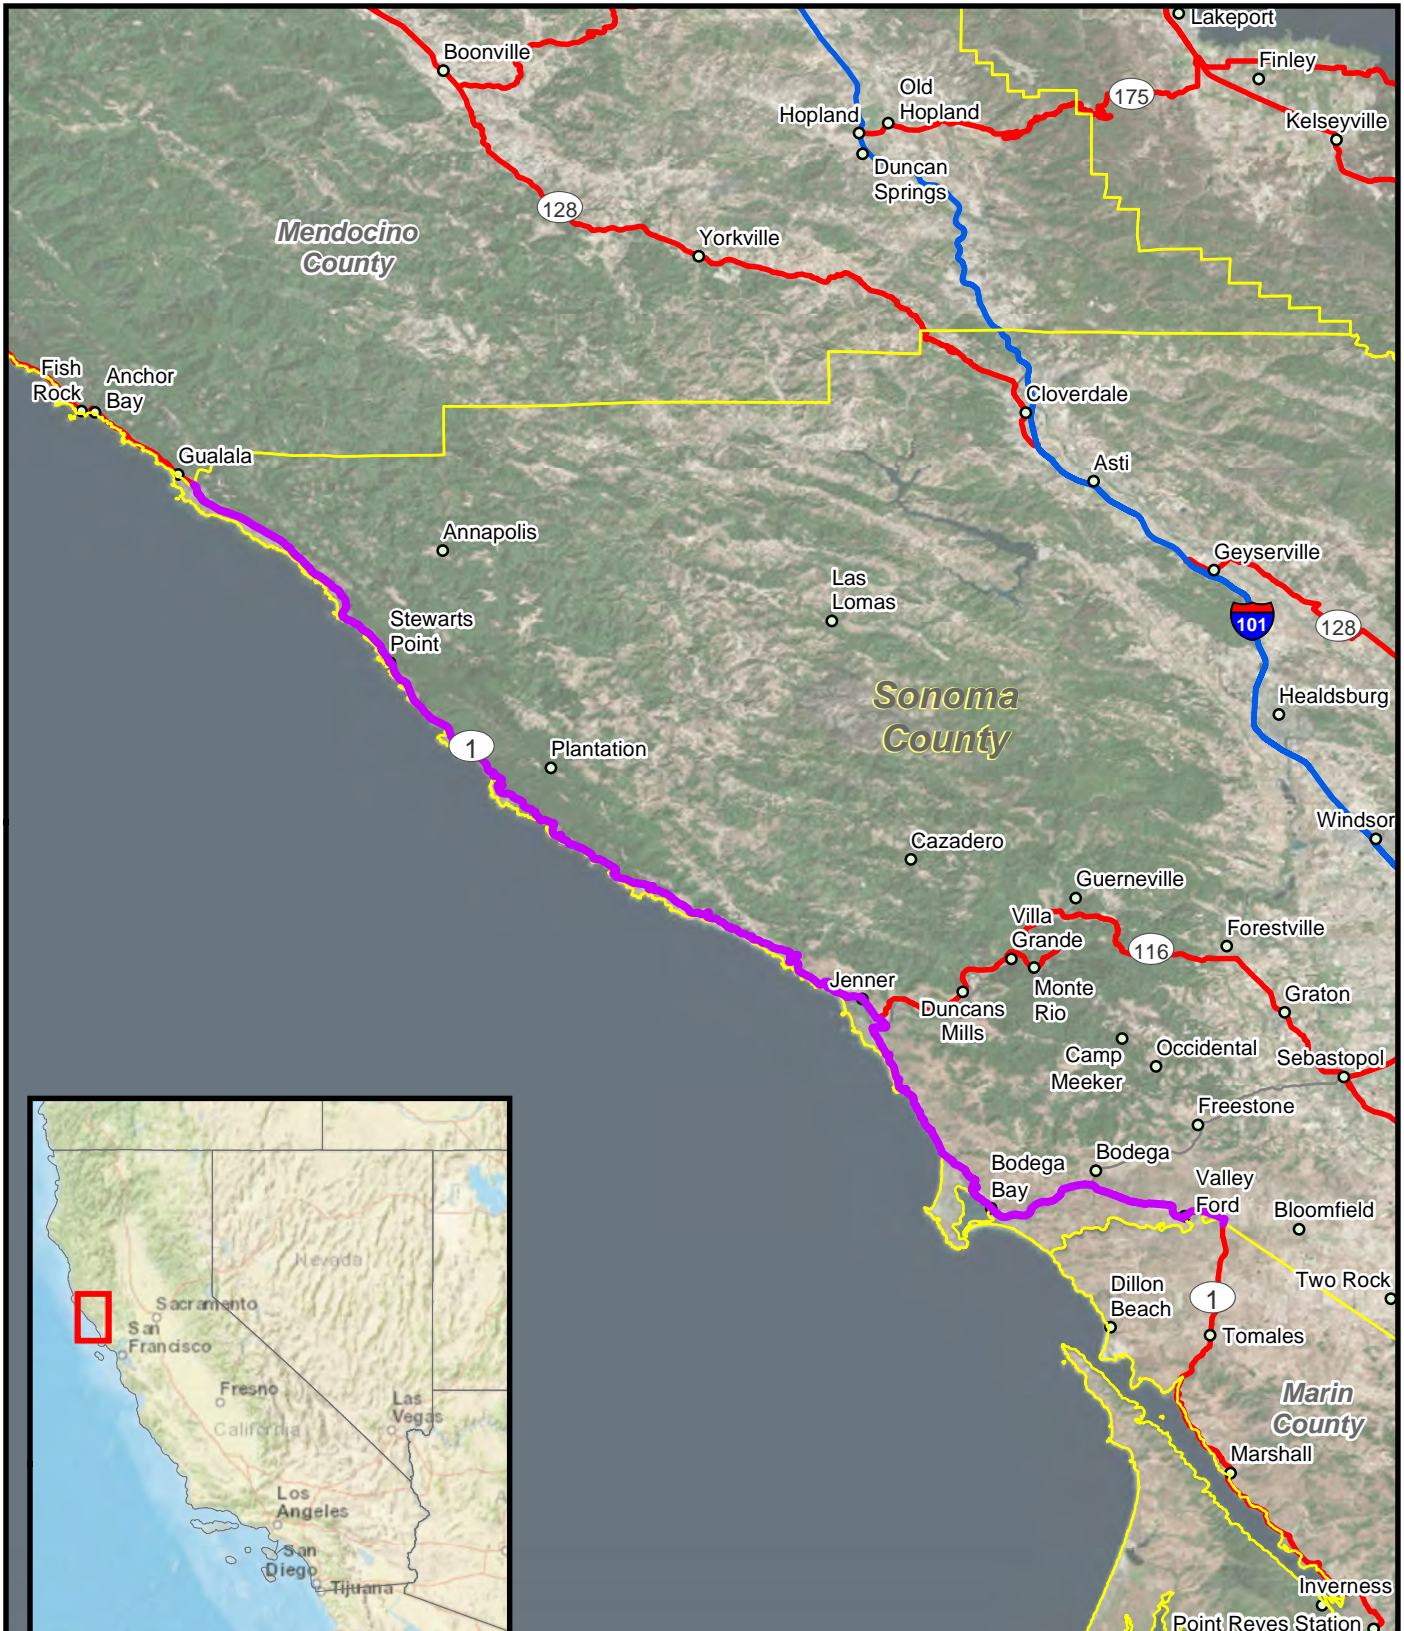 Lakeport
Boonville
Finley
Old
Hopland
175
Hopland
Kelseyville
Duncan
Springs
128
Mendocino
County
Yorkville
Fish
Rock
Anchor
Bay
Cloverdale
Gualala
Asti
Annapolis
Geyserville
Las
Lomas
Stewarts
Point
101
128
Sonoma
County
Healdsburg
1
Plantation
Windsor
Cazadero
Guerneville
Villa
Grande
Forestville
116
Jenner
Monte
Rio
Graton
Duncans
Mills
Camp
Meeker
Occidental
Sebastopol
Freestone
Bodega
Bodega
Bay
Valley
Ford
Bloomfield
Two Rock
Dillon
Beach
1
Tomales
Marin
County
Marshall
Inverness
Point Reyes Station
Nevada
Sacramento
San
Francisco
Fresno
California
Las
Vegas
Los
Angeles
San
Diego
Tijuana